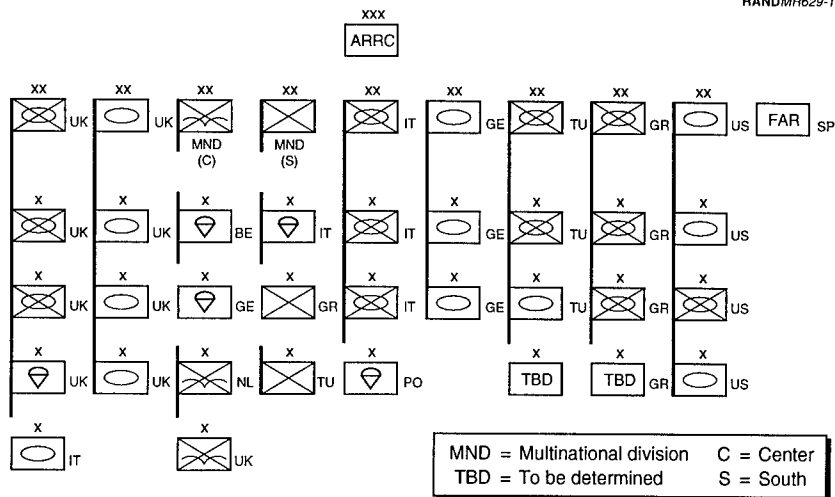 RANDMR629-1
xxx
ARRC
xx xx xx xx xx xx xx xx xx
UK UK MND (C) MND (S) IT GE TU GR US FAR SP
x x x x x x x x x
UK UK BE IT IT GE TU GR US
x x x x x x x x x
UK UK GE GR IT GE TU GR US
x x x x x x x x
UK UK NL TU PO TBD TBD GR US
x x
IT UK
MND = Multinational division C = Center
TBD = To be determined S = South